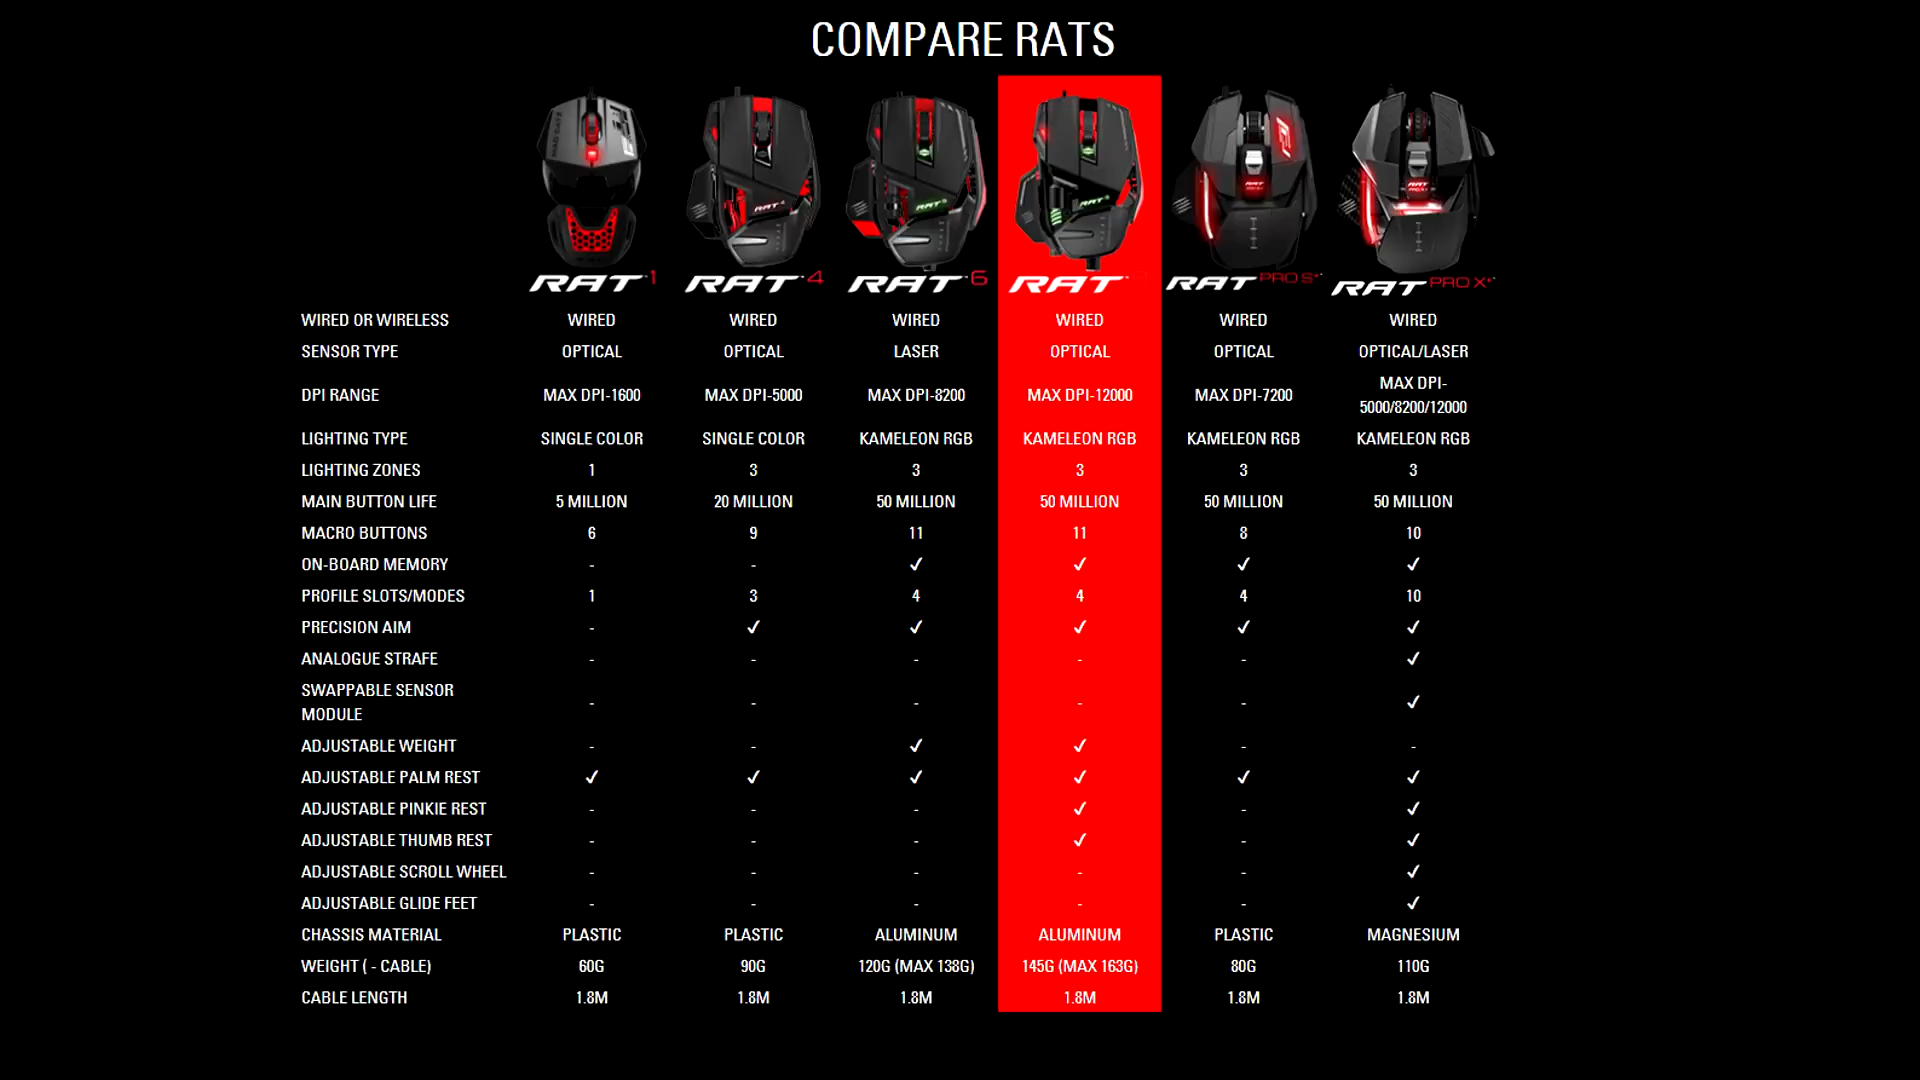 COMPARE RATS
RAT 1 RAT 4 RAT 6 RAT RAT PRO S+ RAT PRO X+
WIRED OR WIRELESS WIRED WIRED WIRED WIRED WIRED WIRED
SENSOR TYPE OPTICAL OPTICAL LASER OPTICAL OPTICAL OPTICAL/LASER
DPI RANGE MAX DPI-1600 MAX DPI-5000 MAX DPI-8200 MAX DPI-12000 MAX DPI-7200 MAX DPI-
5000/8200/12000
LIGHTING TYPE SINGLE COLOR SINGLE COLOR KAMELEON RGB KAMELEON RGB KAMELEON RGB KAMELEON RGB
LIGHTING ZONES 1 3 3 3 3 3
MAIN BUTTON LIFE 5 MILLION 20 MILLION 50 MILLION 50 MILLION 50 MILLION 50 MILLION
MACRO BUTTONS 6 9 11 11 8 10
ON-BOARD MEMORY - - ✓ ✓ ✓ ✓
PROFILE SLOTS/MODES 1 3 4 4 4 10
PRECISION AIM - ✓ ✓ ✓ ✓ ✓
ANALOGUE STRAFE - - - - - ✓
SWAPPABLE SENSOR
MODULE - - - - - ✓
ADJUSTABLE WEIGHT - - ✓ ✓ - -
ADJUSTABLE PALM REST ✓ ✓ ✓ ✓ ✓ ✓
ADJUSTABLE PINKIE REST - - - ✓ - ✓
ADJUSTABLE THUMB REST - - - ✓ - ✓
ADJUSTABLE SCROLL WHEEL - - - - - ✓
ADJUSTABLE GLIDE FEET - - - - - ✓
CHASSIS MATERIAL PLASTIC PLASTIC ALUMINUM ALUMINUM PLASTIC MAGNESIUM
WEIGHT ( - CABLE) 60G 90G 120G (MAX 138G) 145G (MAX 163G) 80G 110G
CABLE LENGTH 1.8M 1.8M 1.8M 1.8M 1.8M 1.8M